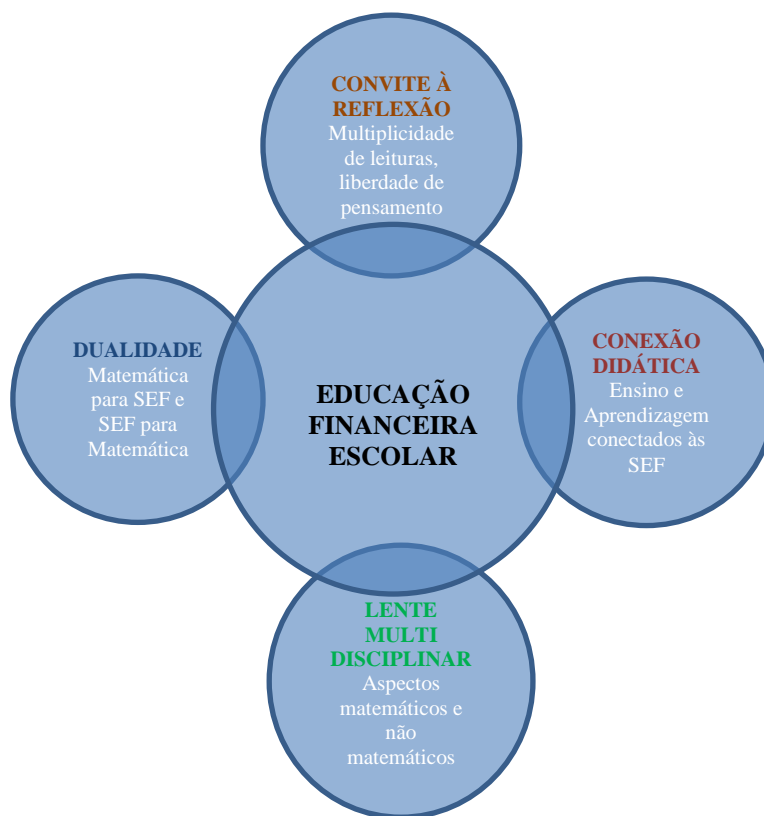 CONVITE À
REFLEXÃO
Multiplicidade
de leituras,
liberdade de
pensamento
DUALIDADE
Matemática
para SEF e
SEF para
Matemática
EDUCAÇÃO
FINANCEIRA
ESCOLAR
CONEXÃO
DIDÁTICA
Ensino e
Aprendizagem
conectados às
SEF
LENTE
MULTI
DISCIPLINAR
Aspectos
matemáticos e
não
matemáticos